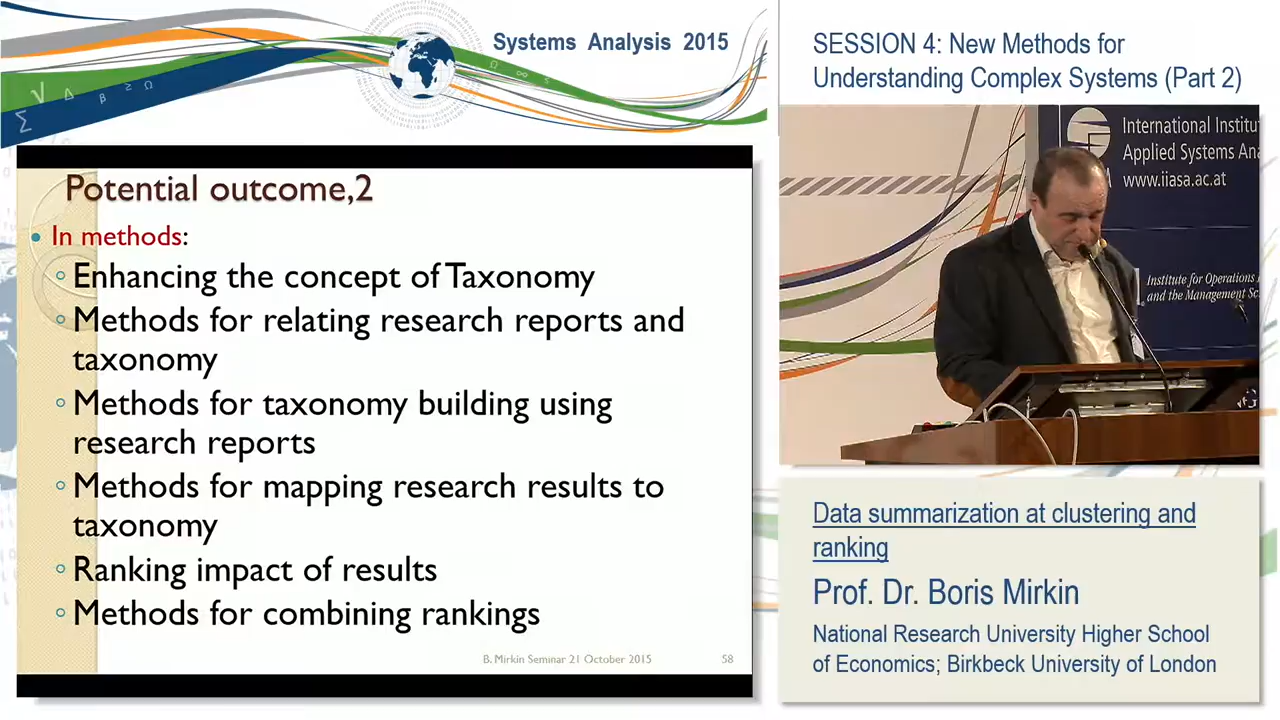 Systems Analysis 2015
SESSION 4: New Methods for
Understanding Complex Systems (Part 2)
Potential outcome,2
• In methods:
◦ Enhancing the concept of Taxonomy
◦ Methods for relating research reports and
taxonomy
◦ Methods for taxonomy building using
research reports
◦ Methods for mapping research results to
taxonomy
◦ Ranking impact of results
◦ Methods for combining rankings
B. Mirkin Seminar 21 October 2015 58
International
Applied Systems
www.iiasa.ac.at
Institute for Operations
and the Management
Data summarization at clustering and
ranking
Prof. Dr. Boris Mirkin
National Research University Higher School
of Economics; Birkbeck University of London